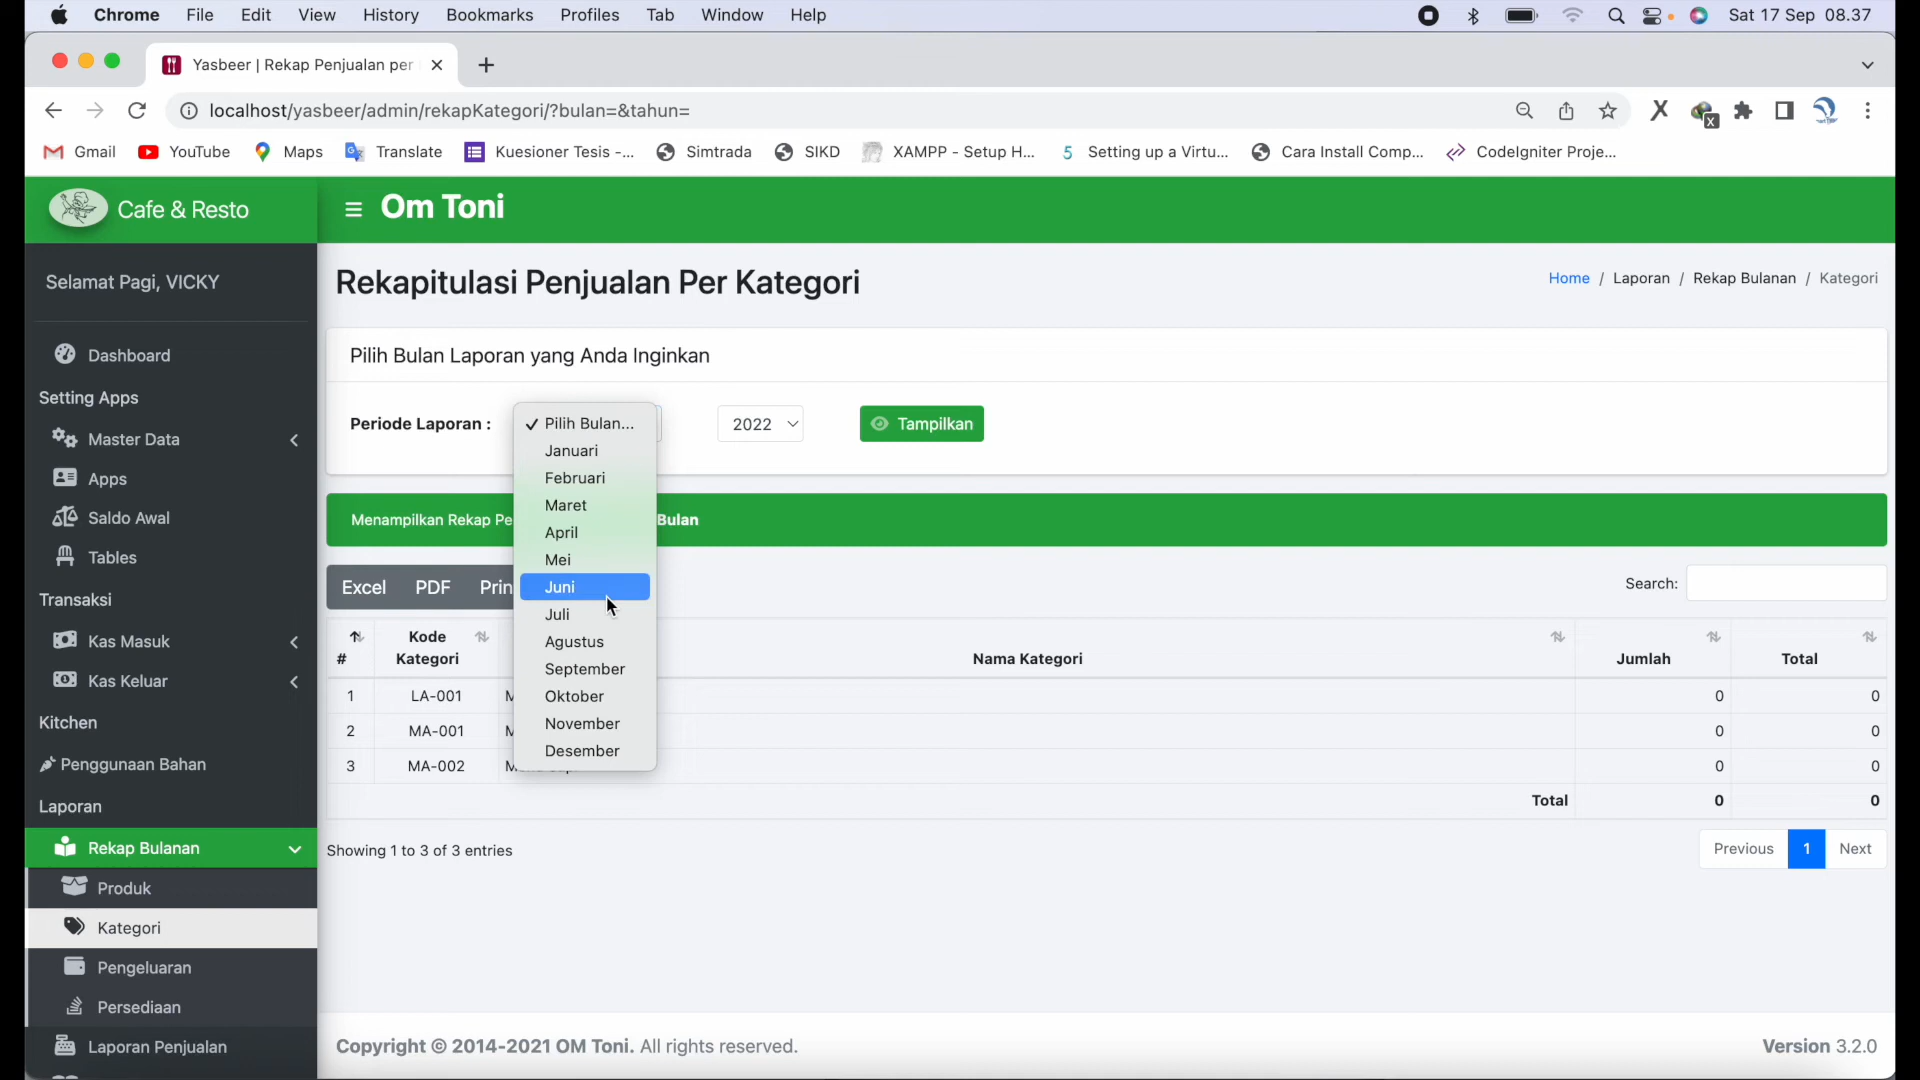 Chrome File Edit View History Bookmarks Profiles Tab Window Help Sat 17 Sep 08.37
Yasbeer | Rekap Penjualan per
localhost/yasbeer/admin/rekapKategori/?bulan=&tahun=
Gmail YouTube Maps Translate Kuesioner Tesis -... Simtrada SIKD XAMPP - Setup H... Setting up a Virtu... Cara Install Comp... CodeIgniter Proje...
Cafe & Resto
Om Toni
Selamat Pagi, VICKY
Dashboard
Setting Apps
Master Data
Apps
Saldo Awal
Tables
Transaksi
Kas Masuk
Kas Keluar
Kitchen
Penggunaan Bahan
Laporan
Rekap Bulanan
Produk
Kategori
Pengeluaran
Persediaan
Laporan Penjualan
Rekapitulasi Penjualan Per Kategori
Home / Laporan / Rekap Bulanan / Kategori
Pilih Bulan Laporan yang Anda Inginkan
Periode Laporan :
✓ Pilih Bulan...
Januari
Februari
Maret
April
Mei
Juni
Juli
Agustus
September
Oktober
November
Desember
2022
Tampilkan
Menampilkan Rekap Pe Bulan
Excel PDF Prin
Search:
# Kode Kategori Nama Kategori Jumlah Total
1 LA-001 0 0
2 MA-001 0 0
3 MA-002 0 0
Total 0 0
Showing 1 to 3 of 3 entries
Previous 1 Next
Copyright © 2014-2021 OM Toni. All rights reserved.
Version 3.2.0